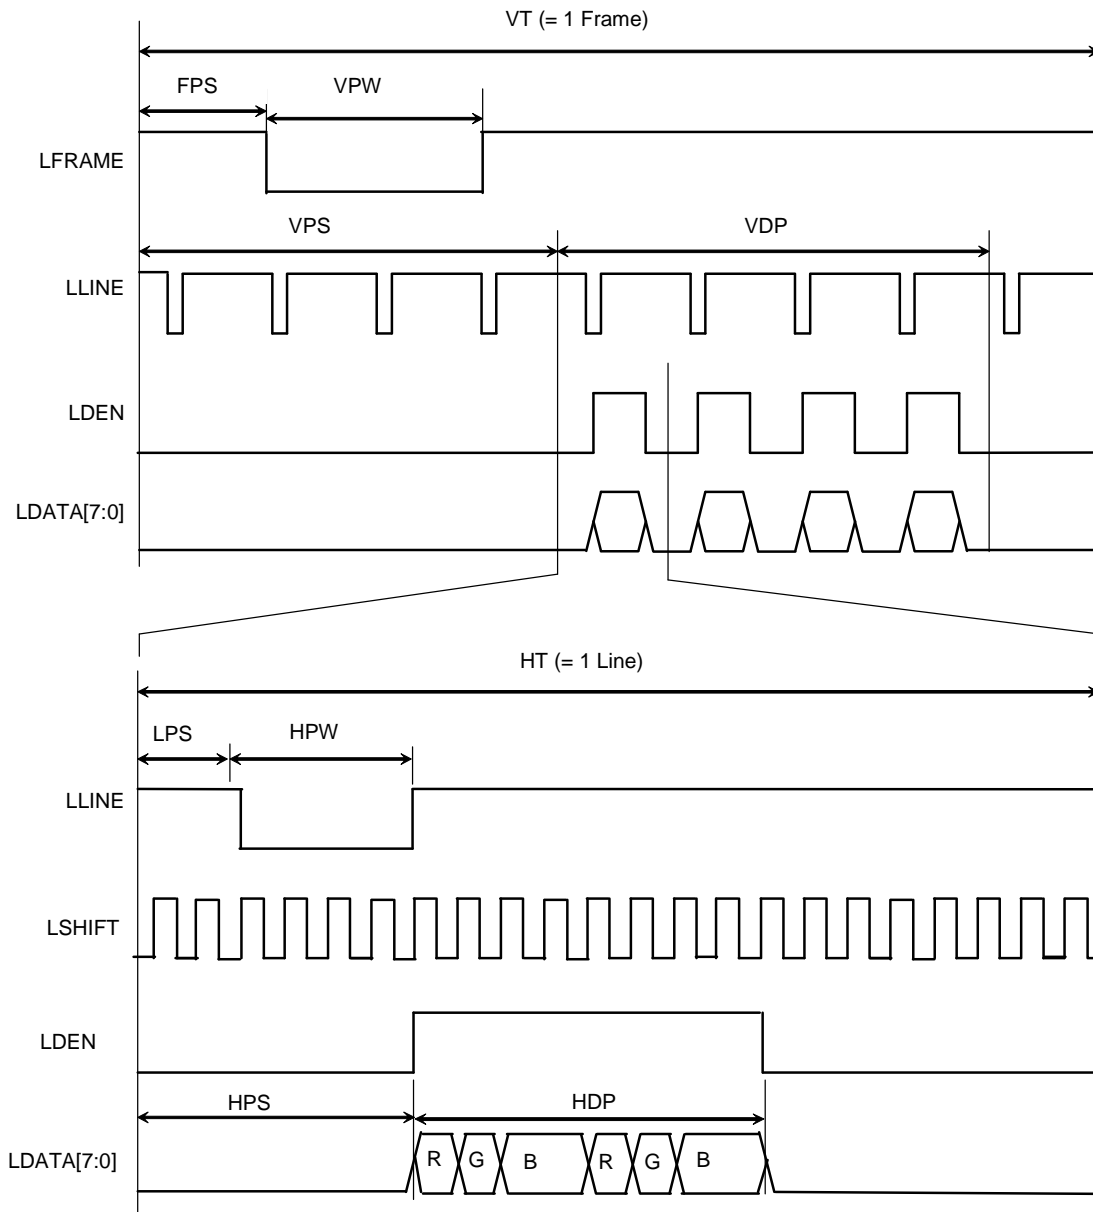 VT (= 1 Frame)
FPS
VPW
LFRAME
VPS
VDP
LLINE
LDEN
LDATA[7:0]
HT (= 1 Line)
LPS
HPW
LLINE
LSHIFT
LDEN
HPS
HDP
LDATA[7:0]
R G B R G B